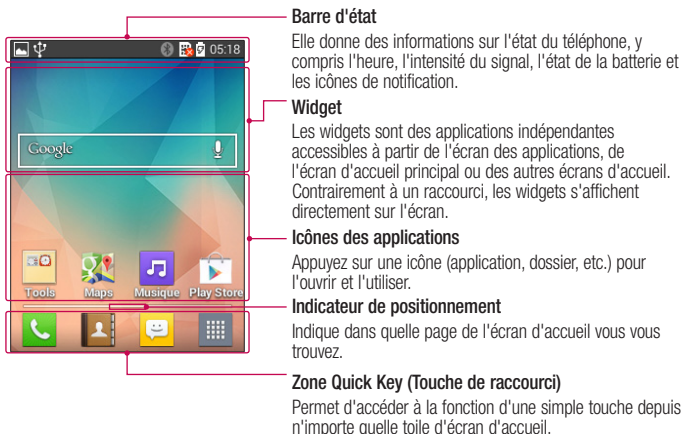 Barre d'état
Elle donne des informations sur l'état du téléphone, y
compris l'heure, l'intensité du signal, l'état de la batterie et
les icônes de notification.
05:18
Widget
Les widgets sont des applications indépendantes
accessibles à partir de l'écran des applications, de
l'écran d'accueil principal ou des autres écrans d'accueil.
Contrairement à un raccourci, les widgets s'affichent
directement sur l'écran.
Google
Icônes des applications
Appuyez sur une icône (application, dossier, etc.) pour
l'ouvrir et l'utiliser.
Tools Maps Musique Play Store
Indicateur de positionnement
Indique dans quelle page de l'écran d'accueil vous vous
trouvez.
Zone Quick Key (Touche de raccourci)
Permet d'accéder à la fonction d'une simple touche depuis
n'importe quelle toile d'écran d'accueil.